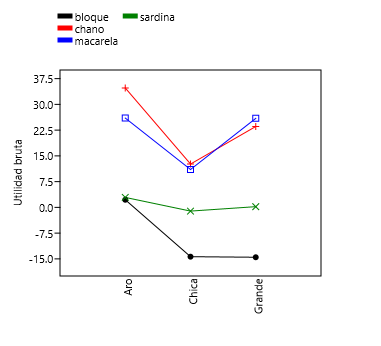 bloque sardina
chano
macarela
37.5
30.0
22.5
15.0
7.5
0.0
-7.5
-15.0
Utilidad bruta
Aro
Chica
Grande